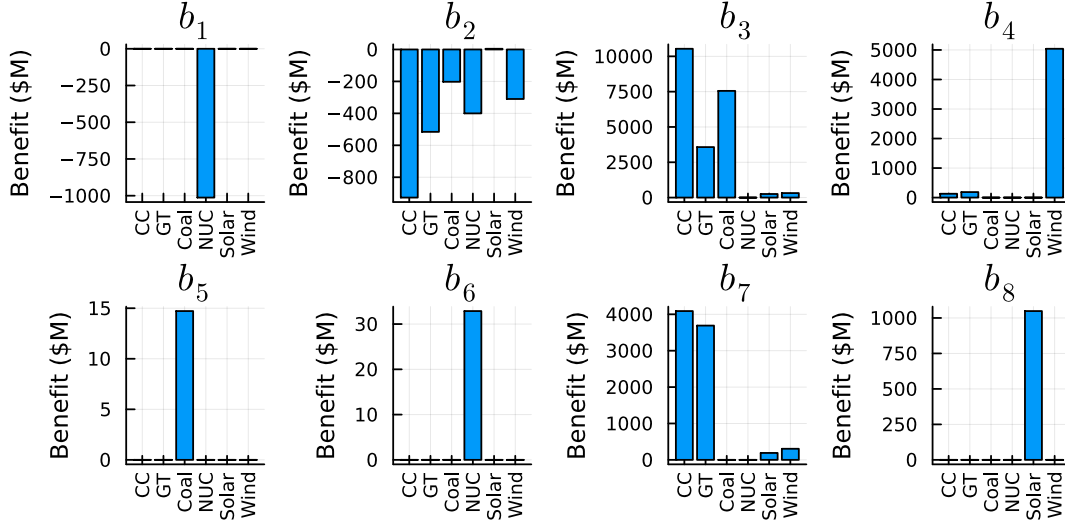 b1
Benefit ($M)
0
−250
−500
−750
−1000
CC
GT
Coal
NUC
Solar
Wind
b2
Benefit ($M)
0
−200
−400
−600
−800
CC
GT
Coal
NUC
Solar
Wind
b3
Benefit ($M)
10000
7500
5000
2500
0
CC
GT
Coal
NUC
Solar
Wind
b4
Benefit ($M)
5000
4000
3000
2000
1000
0
CC
GT
Coal
NUC
Solar
Wind
b5
Benefit ($M)
15
10
5
0
CC
GT
Coal
NUC
Solar
Wind
b6
Benefit ($M)
30
20
10
0
CC
GT
Coal
NUC
Solar
Wind
b7
Benefit ($M)
4000
3000
2000
1000
0
CC
GT
Coal
NUC
Solar
Wind
b8
Benefit ($M)
1000
750
500
250
0
CC
GT
Coal
NUC
Solar
Wind